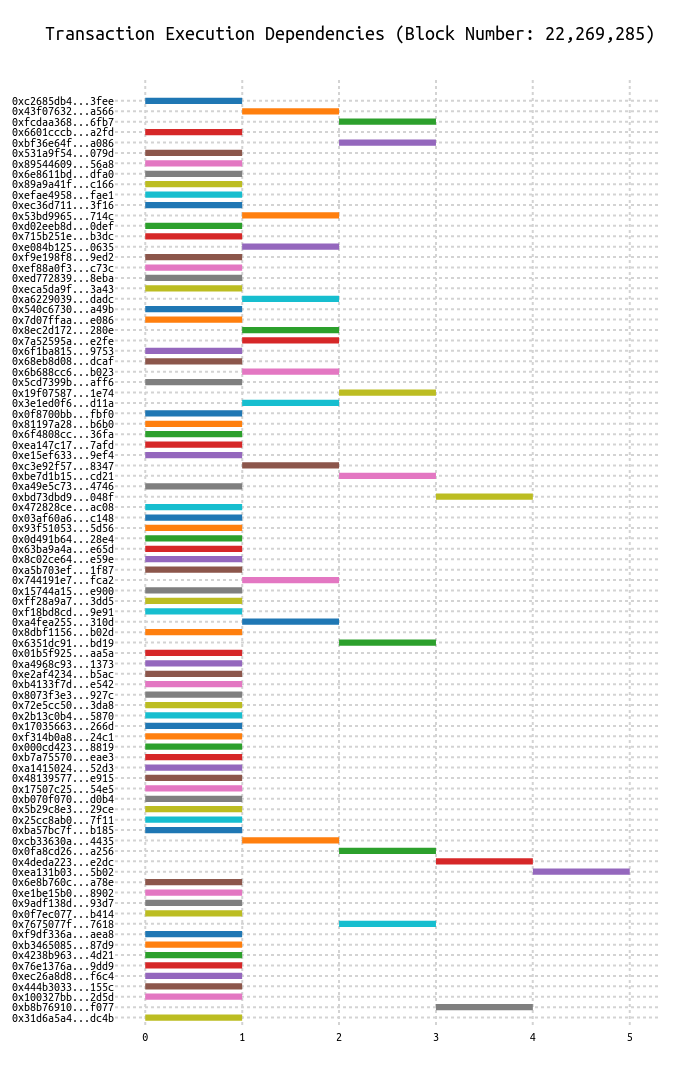 Transaction Execution Dependencies (Block Number: 22,269,285)
0xc2685db4...3fee
0x43f07632...a566
0xfcdaa368...6fb7
0x6601cccb...a2fd
0xbf36e64f...a086
0x531a9f54...079d
0x89544609...56a8
0x6e8611bd...dfa0
0x89a9a41f...c166
0xefae4958...fae1
0xec36d711...3f16
0x53bd9965...714c
0xd02eeb8d...0def
0x715b251e...b3dc
0xe084b125...0635
0xf9e198f8...9ed2
0xef88a0f3...c73c
0xed772839...8eba
0xeca5da9f...3a43
0xa6229039...dadc
0x540c6730...a49b
0x7d07ffaa...e086
0x8ec2d172...280e
0x7a52595a...e2fe
0x6f1ba815...9753
0x68eb8d08...dcaf
0x6b688cc6...b023
0x5cd7399b...aff6
0x19f07587...1e74
0x3e1ed0f6...d11a
0x0f8700bb...fbf0
0x81197a28...b6b0
0x6f4808cc...36fa
0xea147c17...7afd
0xe15ef633...9ef4
0xc3e92f57...8347
0xbe7d1b15...cd21
0xa49e5c73...4746
0xbd73dbd9...048f
0x472828ce...ac08
0x03af60a6...c148
0x93f51053...5d56
0x0d491b64...28e4
0x63ba9a4a...e65d
0x8c02ce64...e59e
0xa5b703ef...1f87
0x744191e7...fca2
0x15744a15...e900
0xff28a9a7...3dd5
0xf18bd8cd...9e91
0xa4fea255...310d
0x8dbf1156...b02d
0x6351dc91...bd19
0x01b5f925...aa5a
0xa4968c93...1373
0xe2af4234...b5ac
0xb4133f7d...e542
0x8073f3e3...927c
0x72e5cc50...3da8
0x2b13c0b4...5870
0x17035663...266d
0xf314b0a8...24c1
0x000cd423...8819
0xb7a75570...eae3
0xa1415024...52d3
0x48139577...e915
0x17507c25...54e5
0xb070f070...d0b4
0x5b29c8e3...29ce
0x25cc8ab0...7f11
0xba57bc7f...b185
0xcb33630a...4435
0x0fa8cd26...a256
0x4deda223...e2dc
0xea131b03...5b02
0x6e8b760c...a78e
0xe1be15b0...8902
0x9adf138d...93d7
0x0f7ec077...b414
0x7675077f...7618
0xf9df336a...aea8
0xb3465085...87d9
0x4238b963...4d21
0x76e1376a...9dd9
0xec26a8d8...f6c4
0x444b3033...155c
0x100327bb...2d5d
0xb8b76910...f077
0x31d6a5a4...dc4b
0 1 2 3 4 5